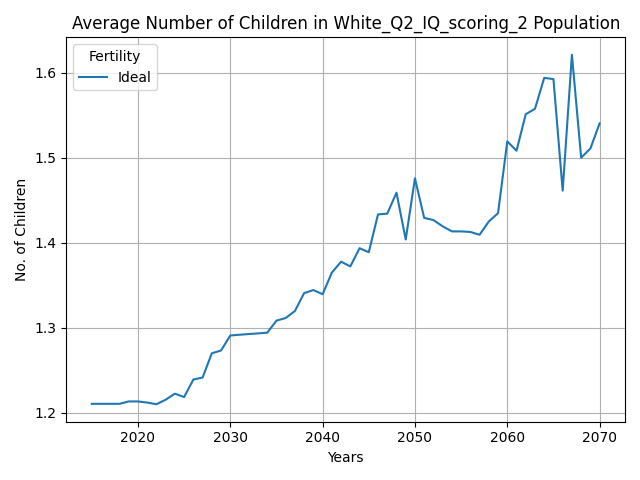 Average Number of Children in White_Q2_IQ_scoring_2 Population
Fertility
Ideal
No. of Children
1.6
1.5
1.4
1.3
1.2
2020 2030 2040 2050 2060 2070
Years